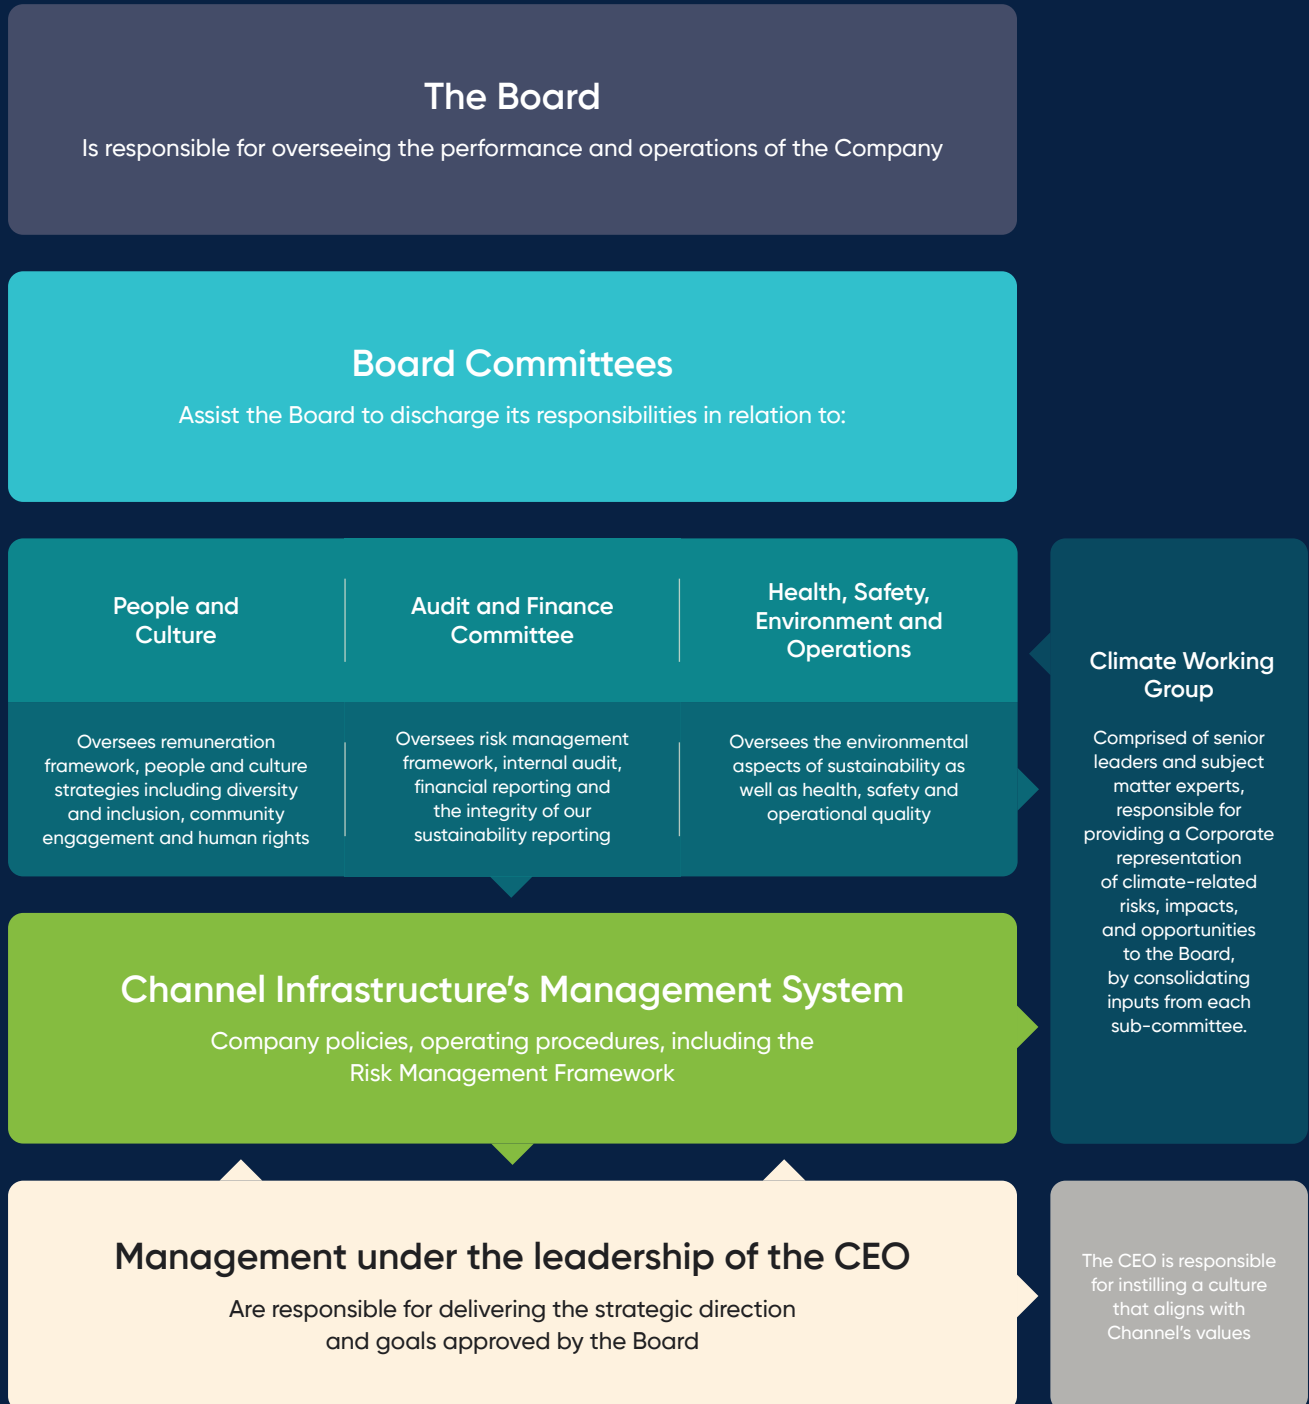 The Board
Is responsible for overseeing the performance and operations of the Company
Board Committees
Assist the Board to discharge its responsibilities in relation to:
People and
Culture
Oversees remuneration
framework, people and culture
strategies including diversity
and inclusion, community
engagement and human rights
Audit and Finance
Committee
Oversees risk management
framework, internal audit,
financial reporting and
the integrity of our
sustainability reporting
Health, Safety,
Environment and
Operations
Oversees the environmental
aspects of sustainability as
well as health, safety and
operational quality
Climate Working
Group
Comprised of senior
leaders and subject
matter experts,
responsible for
providing a Corporate
representation
of climate-related
risks, impacts,
and opportunities
to the Board,
by consolidating
inputs from each
sub-committee.
Channel Infrastructure’s Management System
Company policies, operating procedures, including the
Risk Management Framework
Management under the leadership of the CEO
Are responsible for delivering the strategic direction
and goals approved by the Board
The CEO is responsible
for instilling a culture
that aligns with
Channel’s values